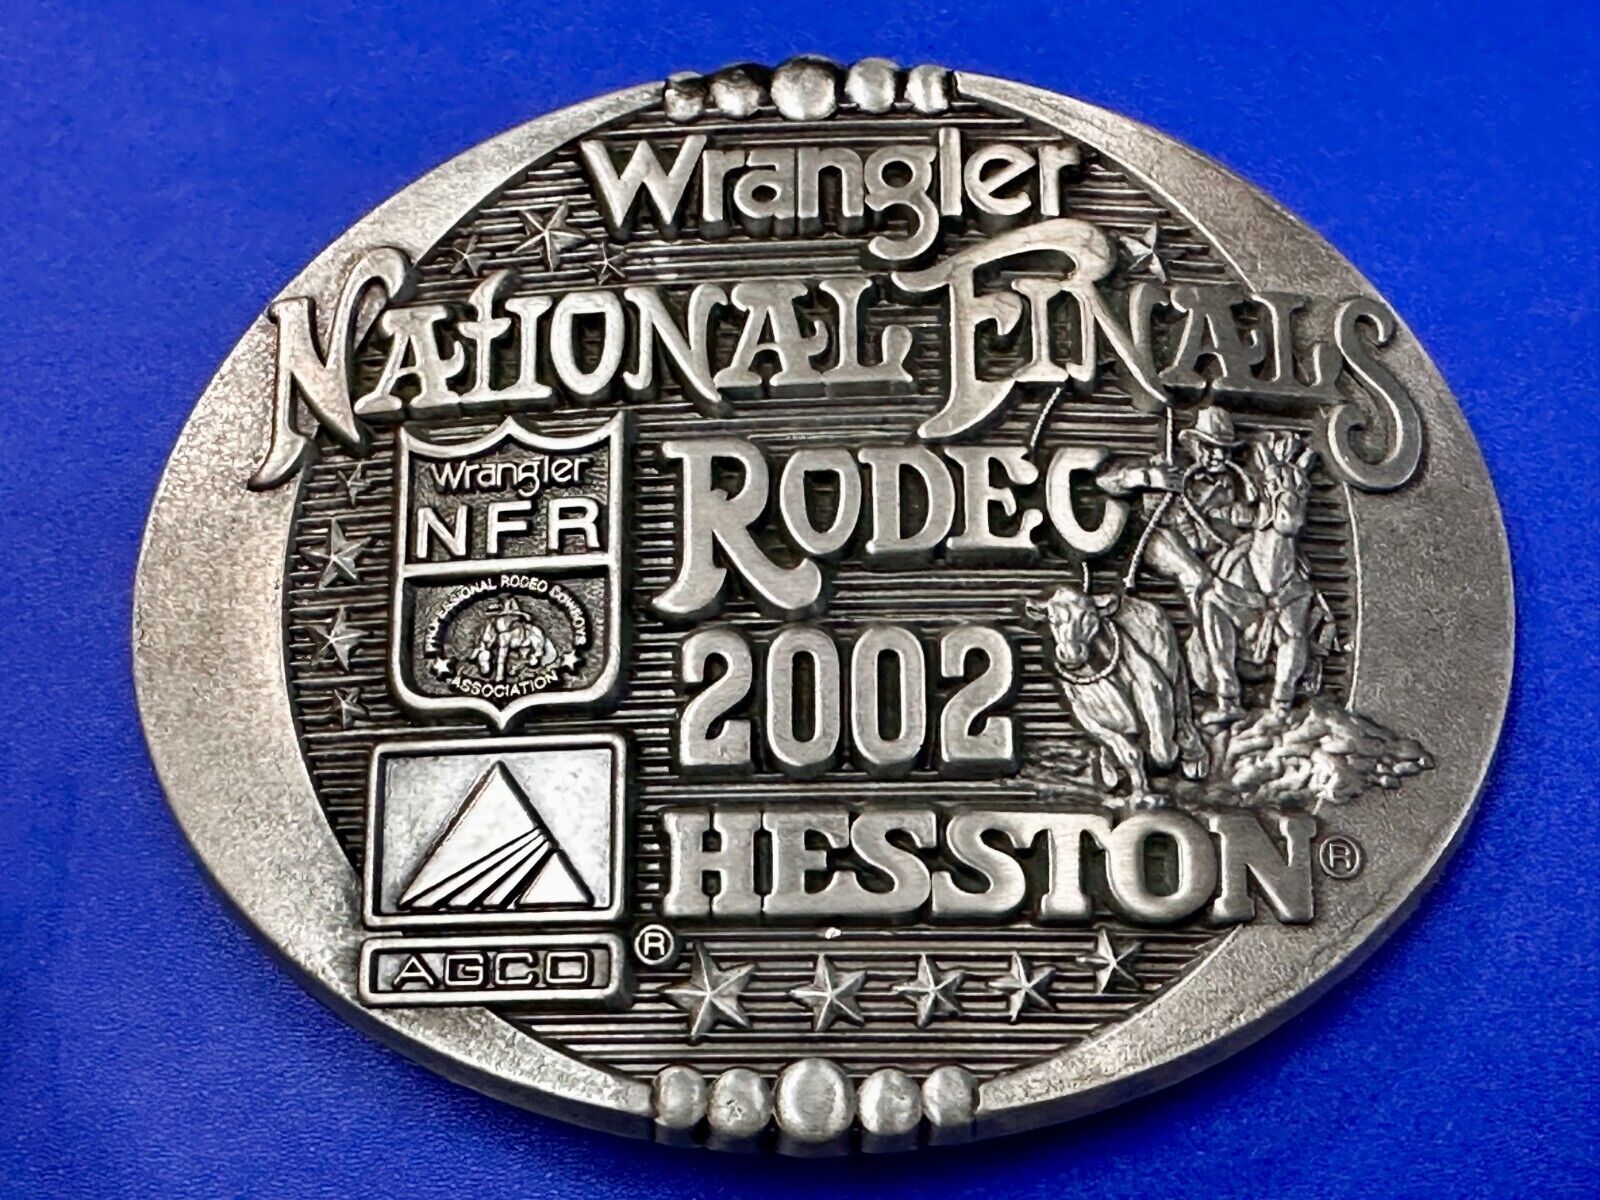 Wrangler
NATIONAL FINALS
RODEO
2002
HESSTON®
Wrangler
NFR
PROFESSIONAL RODEO COWBOYS
ASSOCIATION
AGCO®